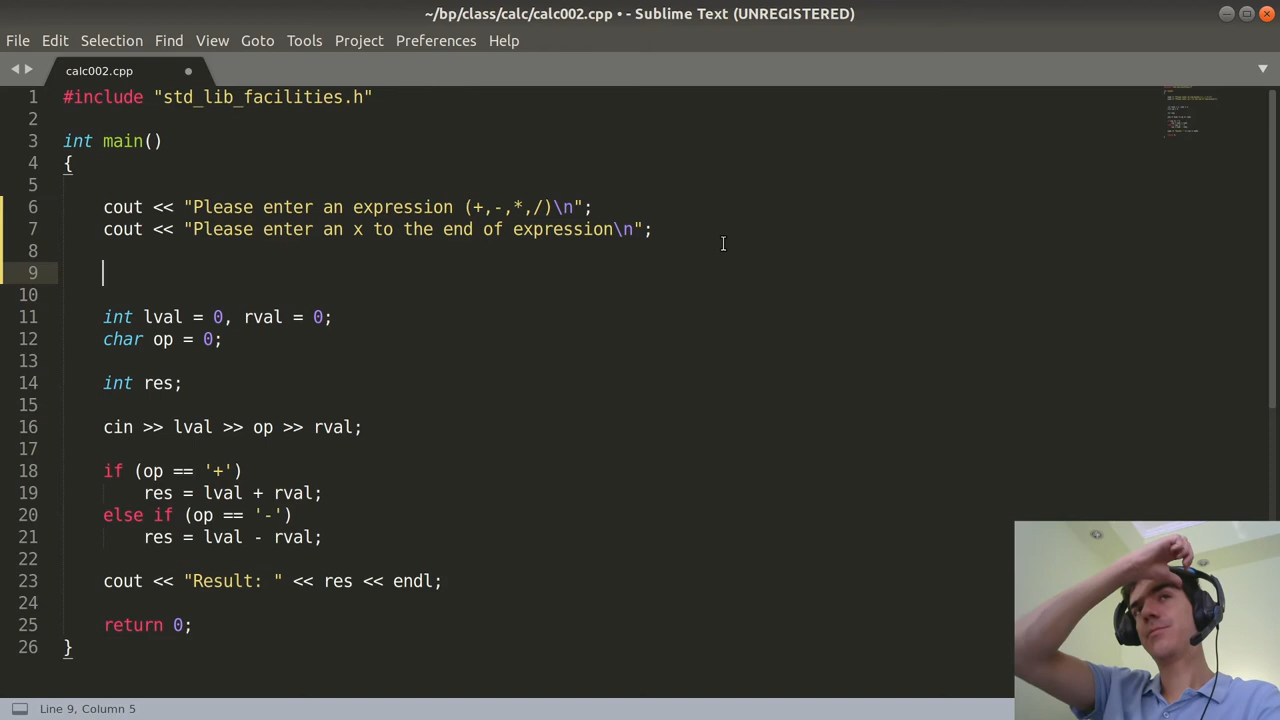 ~/bp/class/calc/calc002.cpp • - Sublime Text (UNREGISTERED)
File Edit Selection Find View Goto Tools Project Preferences Help
calc002.cpp
1 #include "std_lib_facilities.h"
2
3 int main()
4 {
5
6 cout << "Please enter an expression (+,-,*,/)\n";
7 cout << "Please enter an x to the end of expression\n";
8
9
10
11 int lval = 0, rval = 0;
12 char op = 0;
13
14 int res;
15
16 cin >> lval >> op >> rval;
17
18 if (op == '+')
19 res = lval + rval;
20 else if (op == '-')
21 res = lval - rval;
22
23 cout << "Result: " << res << endl;
24
25 return 0;
26 }
Line 9, Column 5